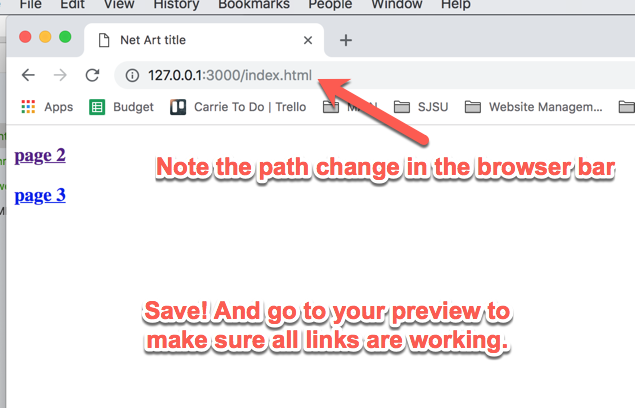 File Edit View History Bookmarks People Window Help
Net Art title
127.0.0.1:3000/index.html
Apps Budget Carrie To Do | Trello SJSU Website Managem...
page 2
Note the path change in the browser bar
page 3
Save! And go to your preview to
make sure all links are working.